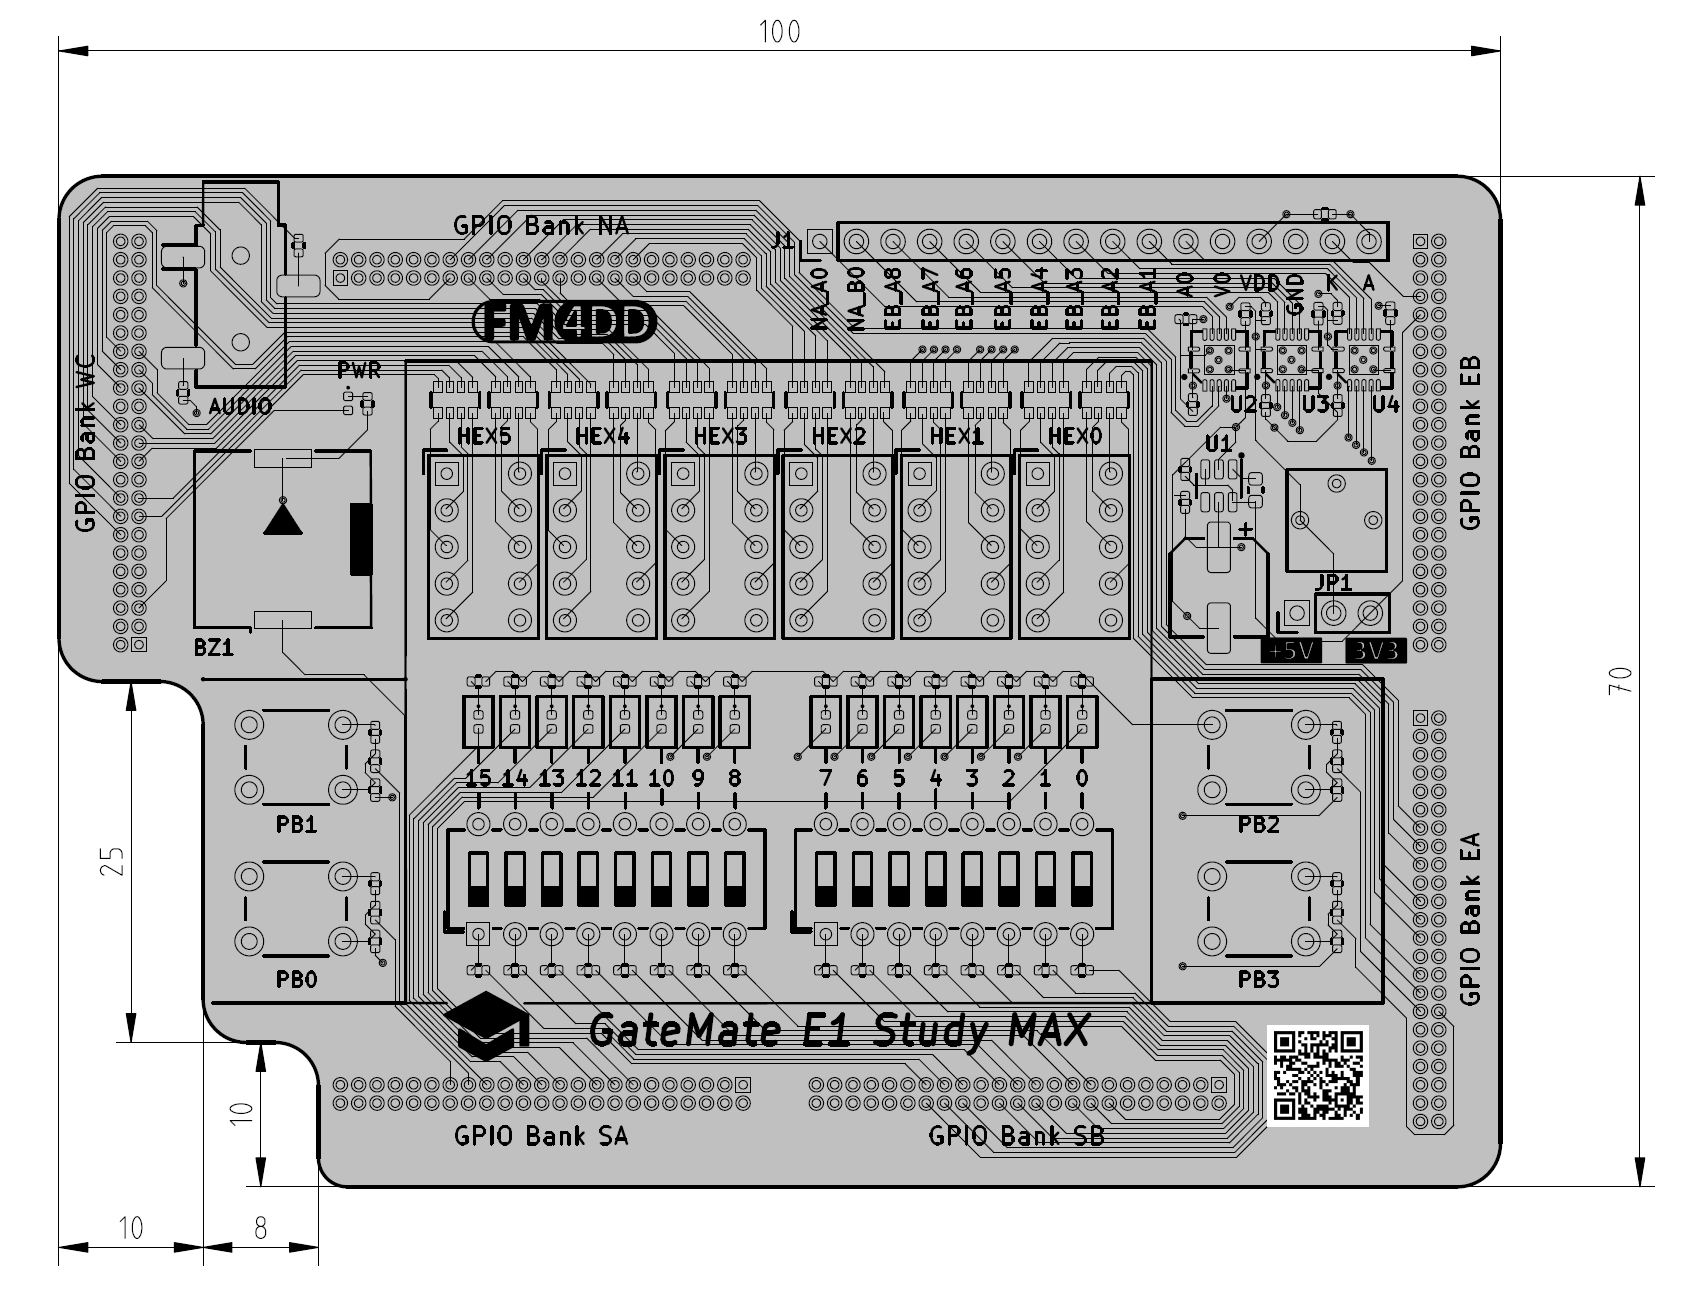 100
GPIO Bank NA
J1
NA_A0
NA_B0
EB_A8
EB_A7
EB_A6
EB_A5
EB_A4
EB_A3
EB_A2
EB_A1
A0
V0
VDD
GND
K
A
FM4DD
PWR
AUDIO
GPIO Bank WC
U2
U3
U4
GPIO Bank EB
HEX5
HEX4
HEX3
HEX2
HEX1
HEX0
U1
+
JP1
+5V
3V3
BZ1
70
15 14 13 12 11 10 9 8
7 6 5 4 3 2 1 0
PB1
PB2
25
GPIO Bank EA
PB0
PB3
GateMate E1 Study MAX
10
GPIO Bank SA
GPIO Bank SB
10
8